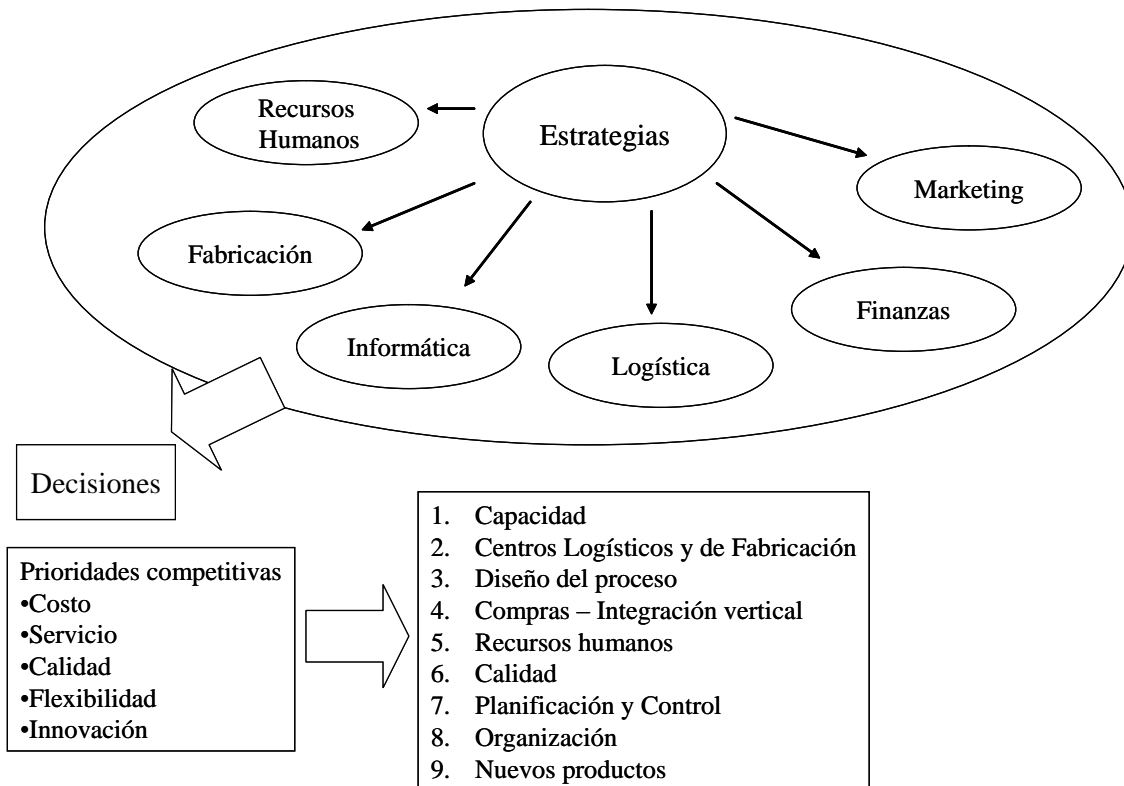 Recursos
Humanos
Estrategias
Marketing
Fabricación
Finanzas
Informática
Logística
Decisiones
Prioridades competitivas
•Costo
•Servicio
•Calidad
•Flexibilidad
•Innovación
1. Capacidad
2. Centros Logísticos y de Fabricación
3. Diseño del proceso
4. Compras – Integración vertical
5. Recursos humanos
6. Calidad
7. Planificación y Control
8. Organización
9. Nuevos productos